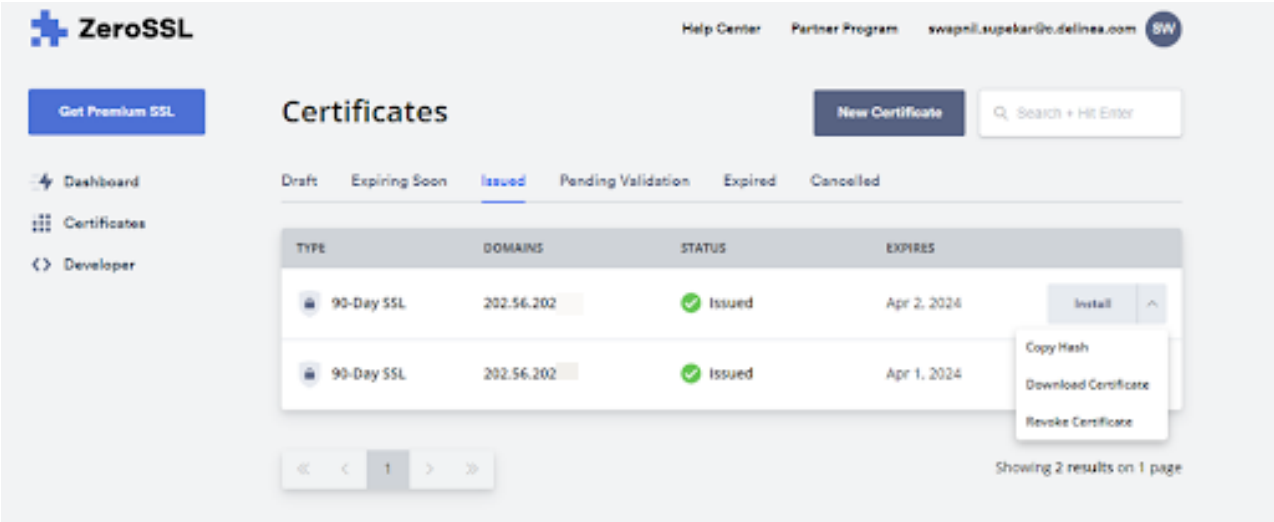 ZeroSSL
Help Center Partner Program swapnil.supekar@c.delinea.com SW
Get Premium SSL
Certificates
New Certificate
Search + Hit Enter
Dashboard
Certificates
Developer
Draft Expiring Soon Issued Pending Validation Expired Cancelled
TYPE DOMAINS STATUS EXPIRES
90-Day SSL 202.56.202 Issued Apr 2, 2024 Install
90-Day SSL 202.56.202 Issued Apr 1, 2024
Copy Hash
Download Certificate
Revoke Certificate
« < 1 > »
Showing 2 results on 1 page